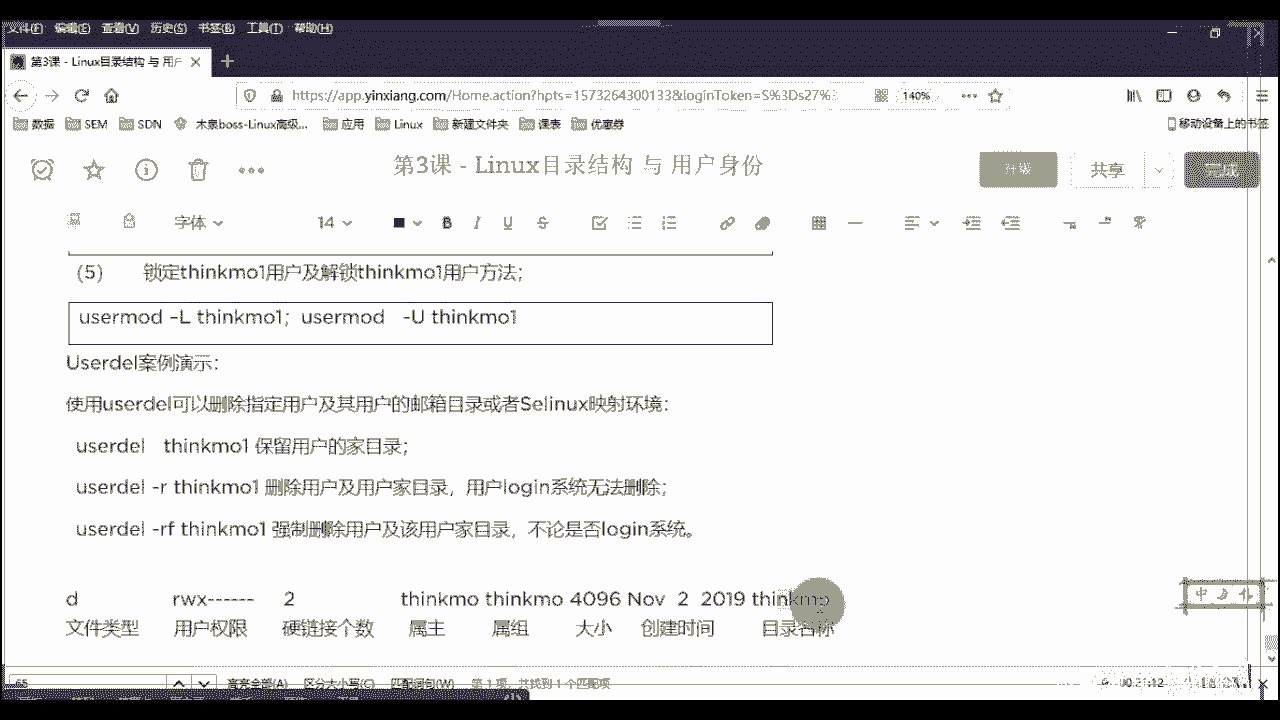 文件(F) 编辑(E) 查看(V) 历史(S) 书签(B) 工具(T) 帮助(H)
第3课 - Linux目录结构 与 用户
https://app.yinxiang.com/Home.action?hpts=1573264300133&loginToken=S%3Ds27%
140%
数据 SEM SDN 木泉boss-Linux高级... 应用 Linux 新建文件夹 课表 优惠券 移动设备上的书签
第3课 - Linux目录结构 与 用户身份
升级 共享 完成
字体 14 B I U S
(5) 锁定thinkmo1用户及解锁thinkmo1用户方法；
usermod -L thinkmo1；usermod -U thinkmo1
Userdel案例演示：
使用userdel可以删除指定用户及其用户的邮箱目录或者Selinux映射环境：
userdel thinkmo1 保留用户的家目录；
userdel -r thinkmo1 删除用户及用户家目录，用户login系统无法删除；
userdel -rf thinkmo1 强制删除用户及该用户家目录，不论是否login系统。
d rwx------ 2 thinkmo thinkmo 4096 Nov 2 2019 thinkmo
文件类型 用户权限 硬链接个数 属主 属组 大小 创建时间 目录名称
中
65 高亮全部(A) 区分大小写(C) 匹配词句(W) 第 1 项，共找到 1 个匹配项